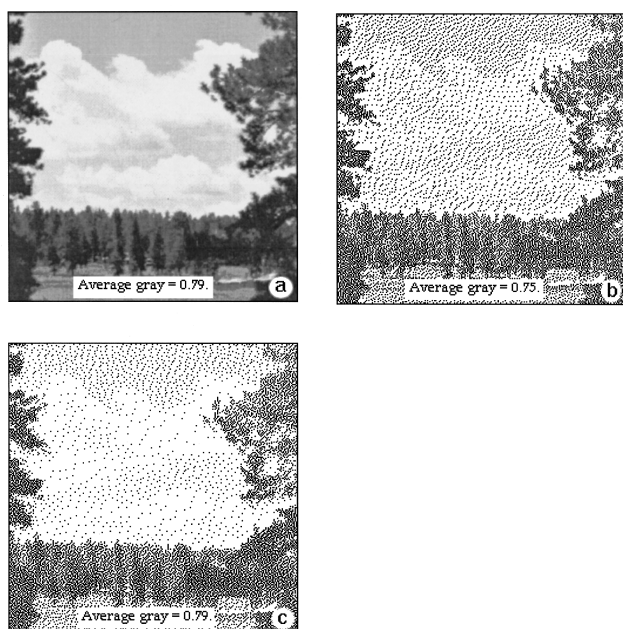 Average gray = 0.79.
a
Average gray = 0.75.
b
Average gray = 0.79.
c